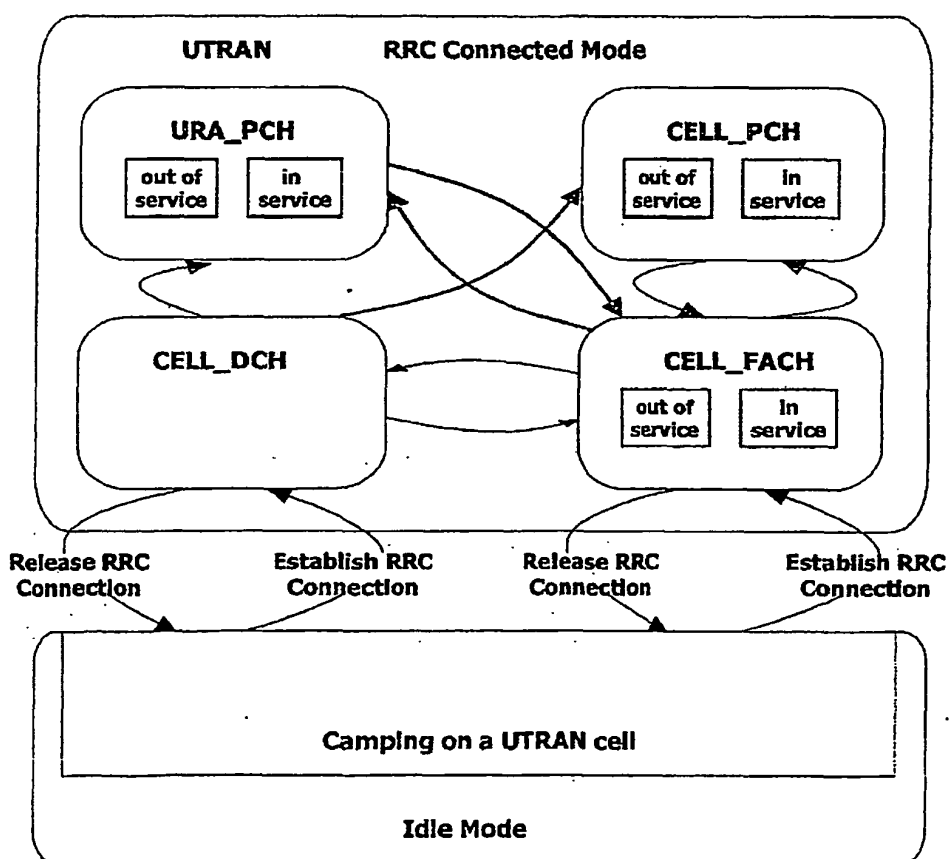 UTRAN RRC Connected Mode
URA_PCH
out of
service
in
service
CELL_PCH
out of
service
in
service
CELL_DCH
CELL_FACH
out of
service
in
service
Release RRC
Connection
Establish RRC
Connection
Release RRC
Connection
Establish RRC
Connection
Camping on a UTRAN cell
Idle Mode